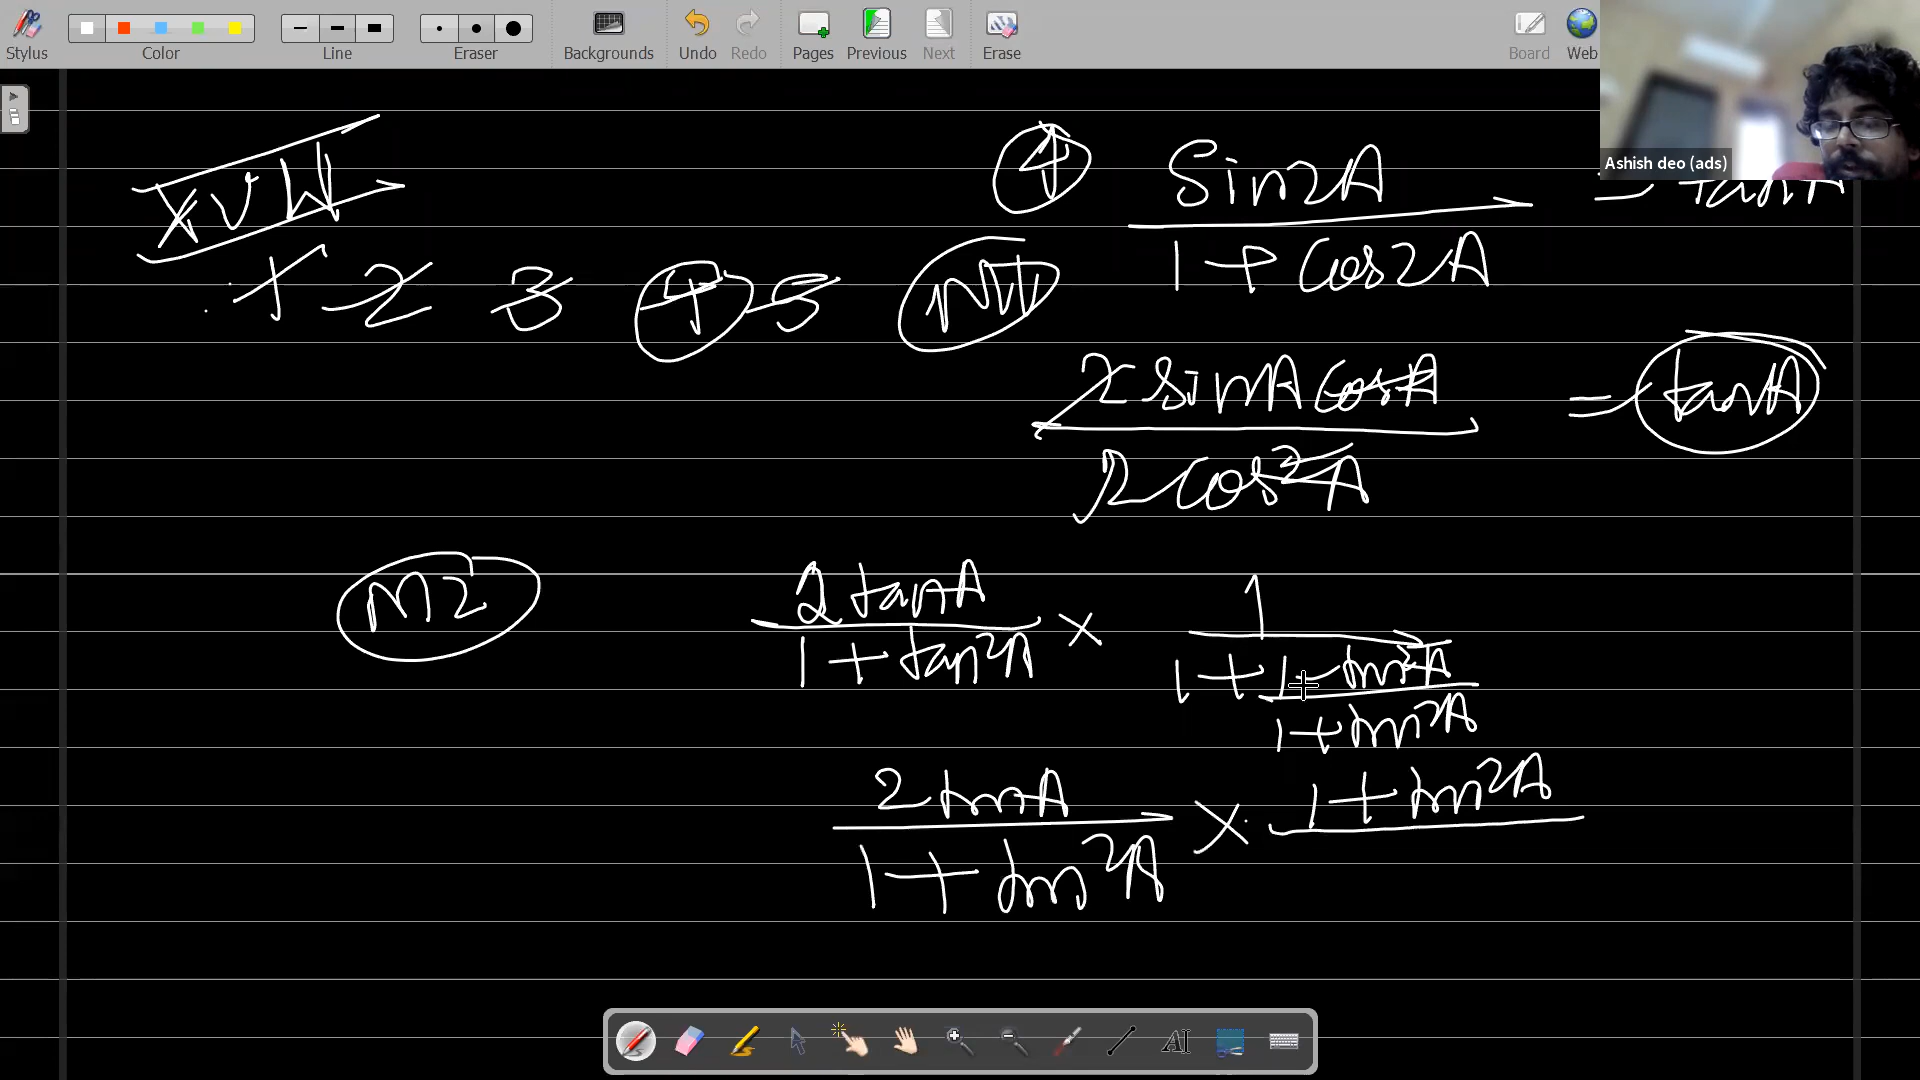 Stylus Color Line Eraser Backgrounds Undo Redo Pages Previous Next Erase Board Web
Ashish deo (ads)
XVW
1 2 3 4 5
4 Sin2A = tanA
1 + Cos2A
2 sinA cosA = tanA
2 cos²A
M2
2 tanA × 1
1 + tan²A 1 + 1 - tan²A
1 + tan²A
2 tanA × 1 + tan²A
1 + tan²A